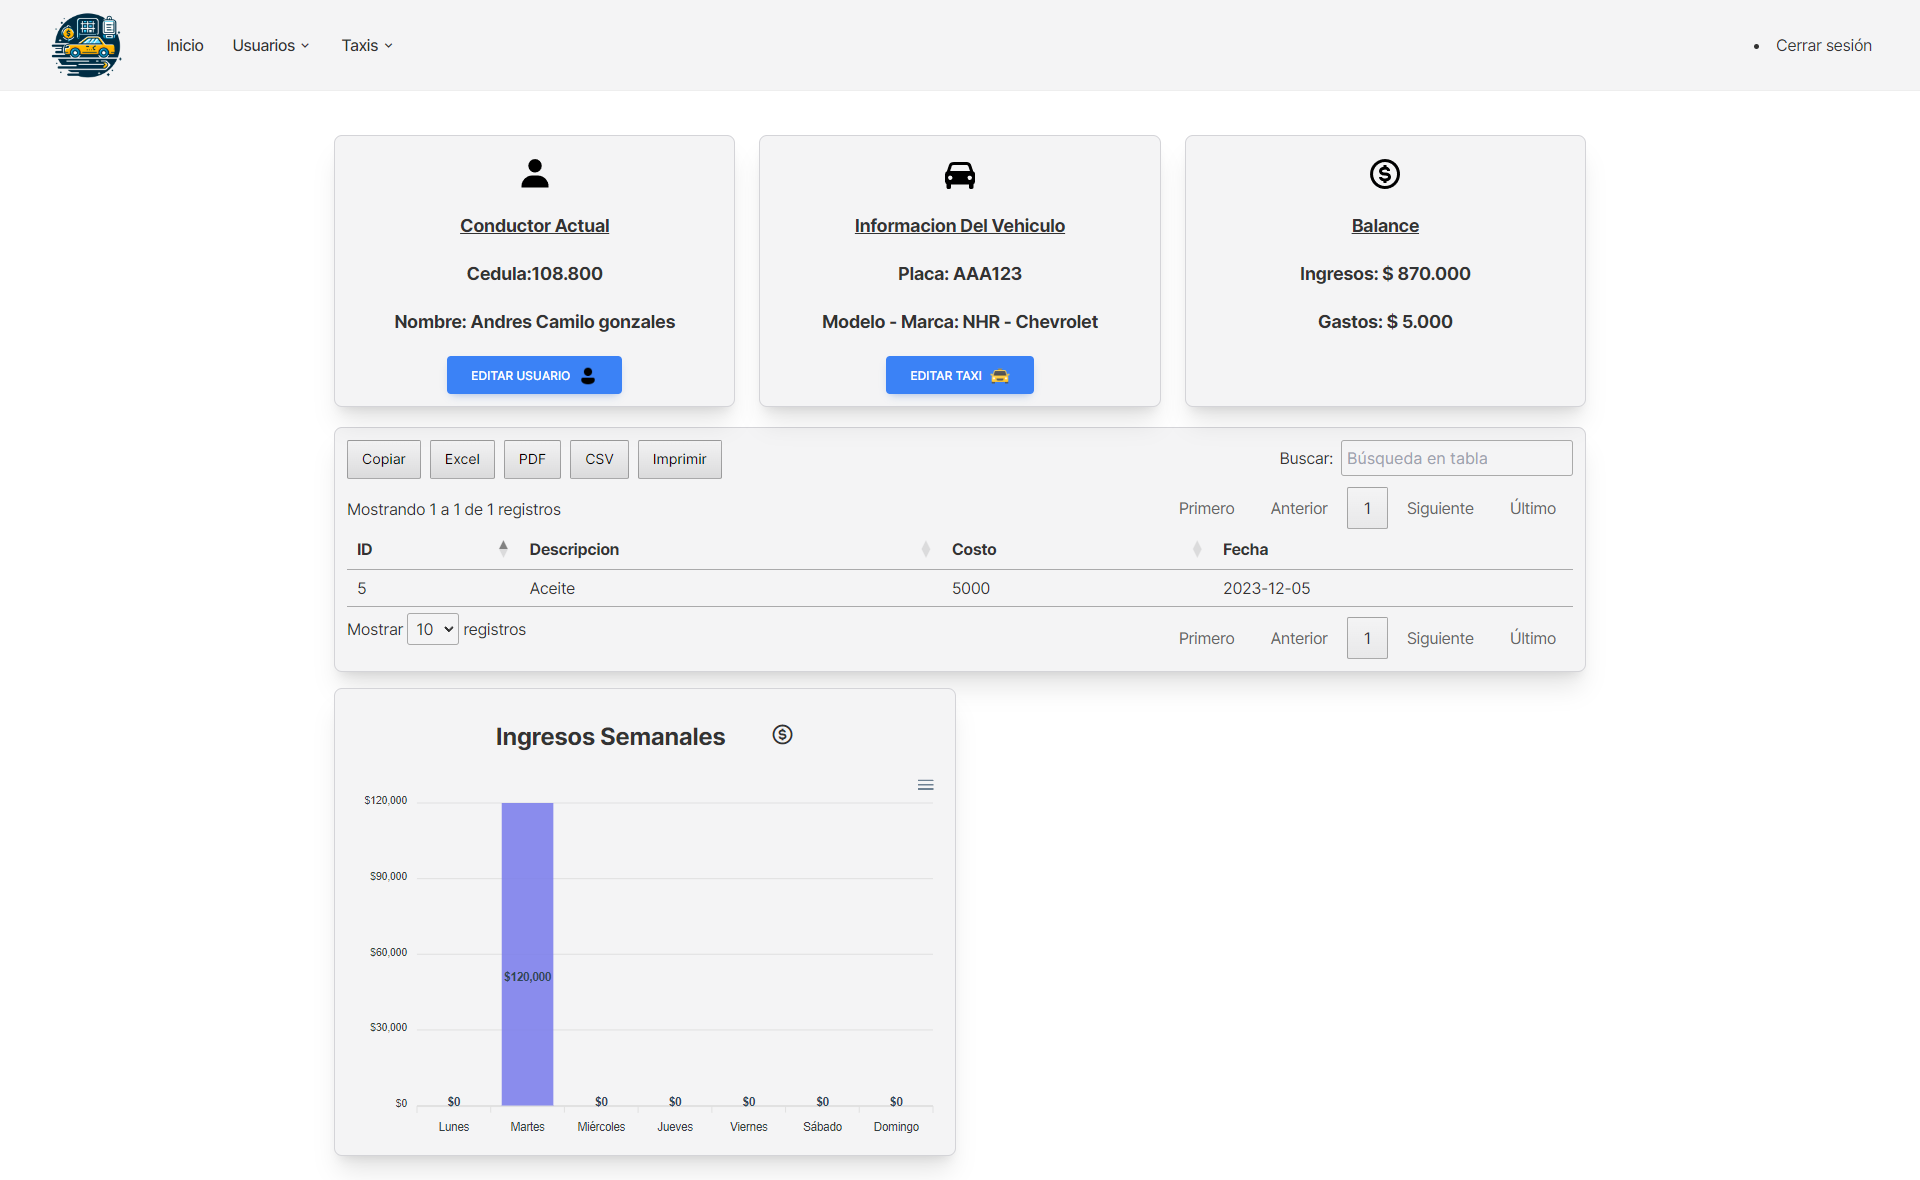 Inicio Usuarios Taxis • Cerrar sesión
Conductor Actual
Cedula:108.800
Nombre: Andres Camilo gonzales
EDITAR USUARIO
Informacion Del Vehiculo
Placa: AAA123
Modelo - Marca: NHR - Chevrolet
EDITAR TAXI
Balance
Ingresos: $ 870.000
Gastos: $ 5.000
Copiar Excel PDF CSV Imprimir Buscar: Búsqueda en tabla
Mostrando 1 a 1 de 1 registros Primero Anterior 1 Siguiente Último
ID Descripcion Costo Fecha
5 Aceite 5000 2023-12-05
Mostrar 10 registros Primero Anterior 1 Siguiente Último
Ingresos Semanales
$120,000
$90,000
$60,000
$120,000
$30,000
$0 $0 $0 $0 $0 $0 $0
Lunes Martes Miércoles Jueves Viernes Sábado Domingo